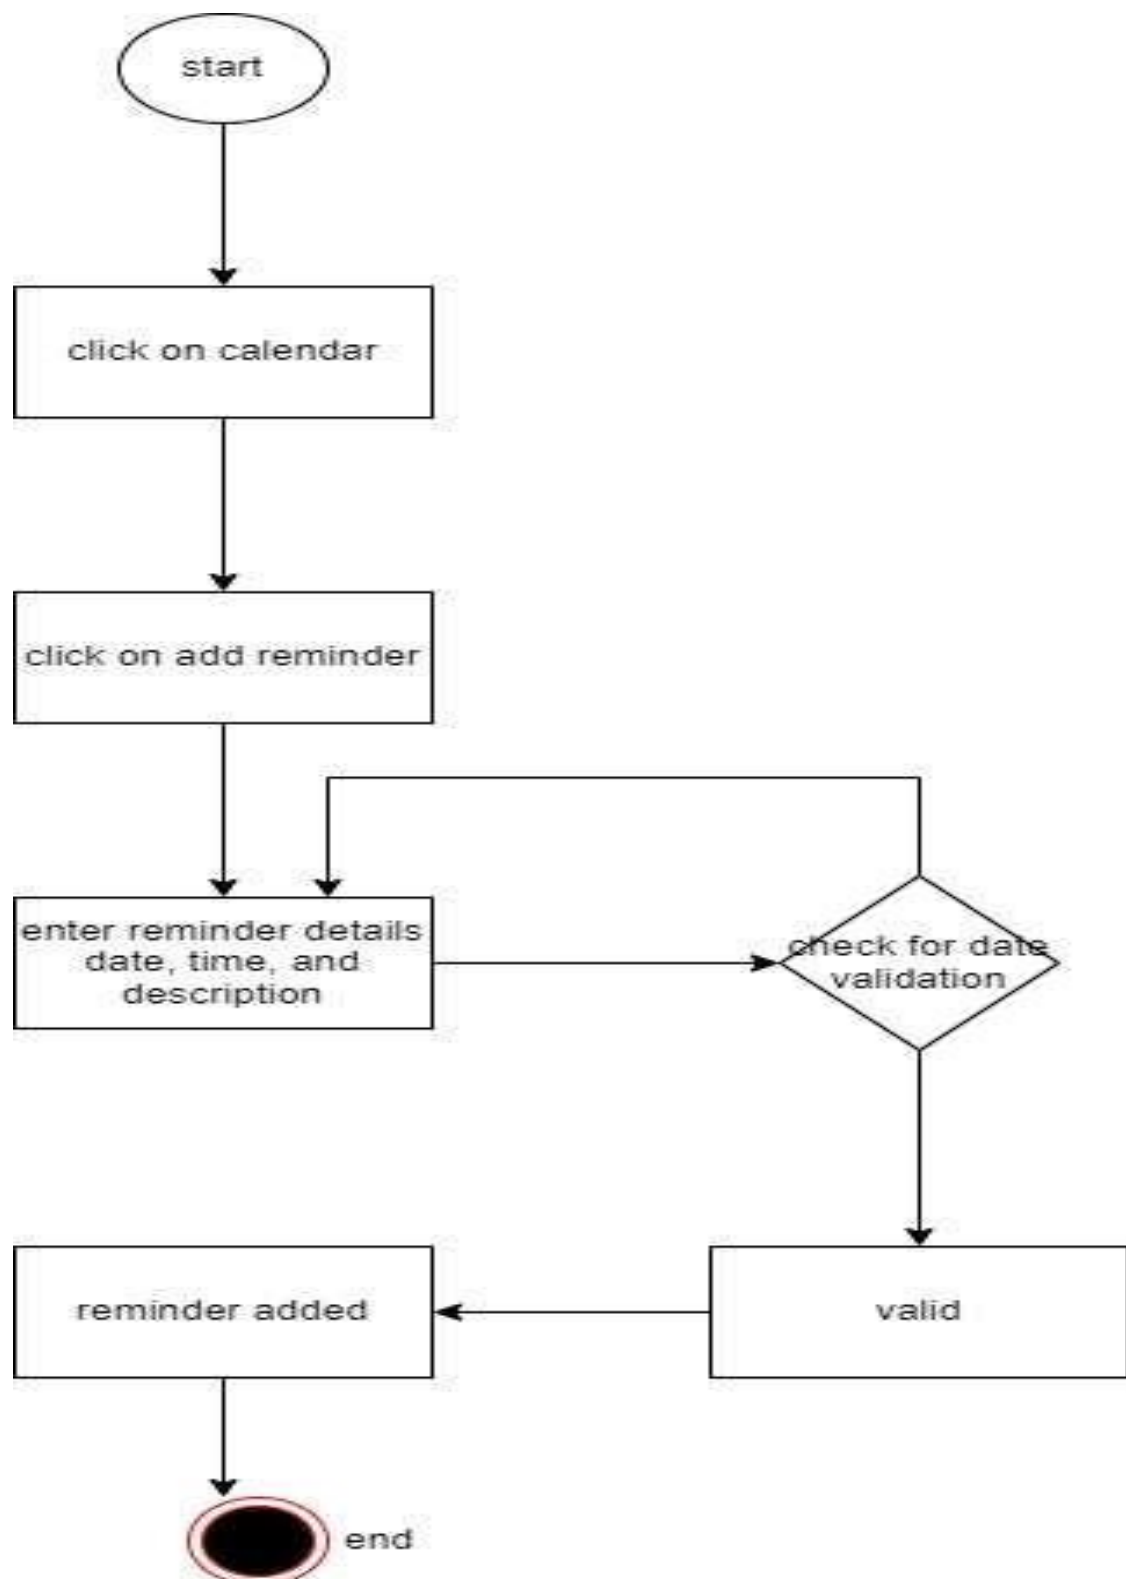 start
click on calendar
click on add reminder
enter reminder details
date, time, and
description
check for date
validation
valid
reminder added
end